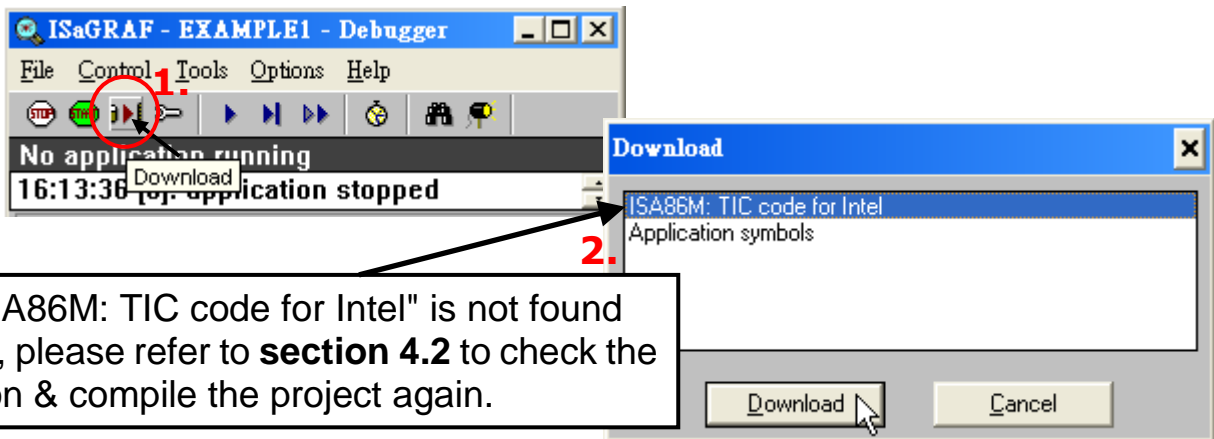 ISaGRAF - EXAMPLE1 - Debugger
File Control Tools Options Help
1.
STOP
No application running
Download
16:13:36 application stopped
Download
ISA86M: TIC code for Intel
Application symbols
2.
A86M: TIC code for Intel" is not found
, please refer to section 4.2 to check the
on & compile the project again.
Download Cancel